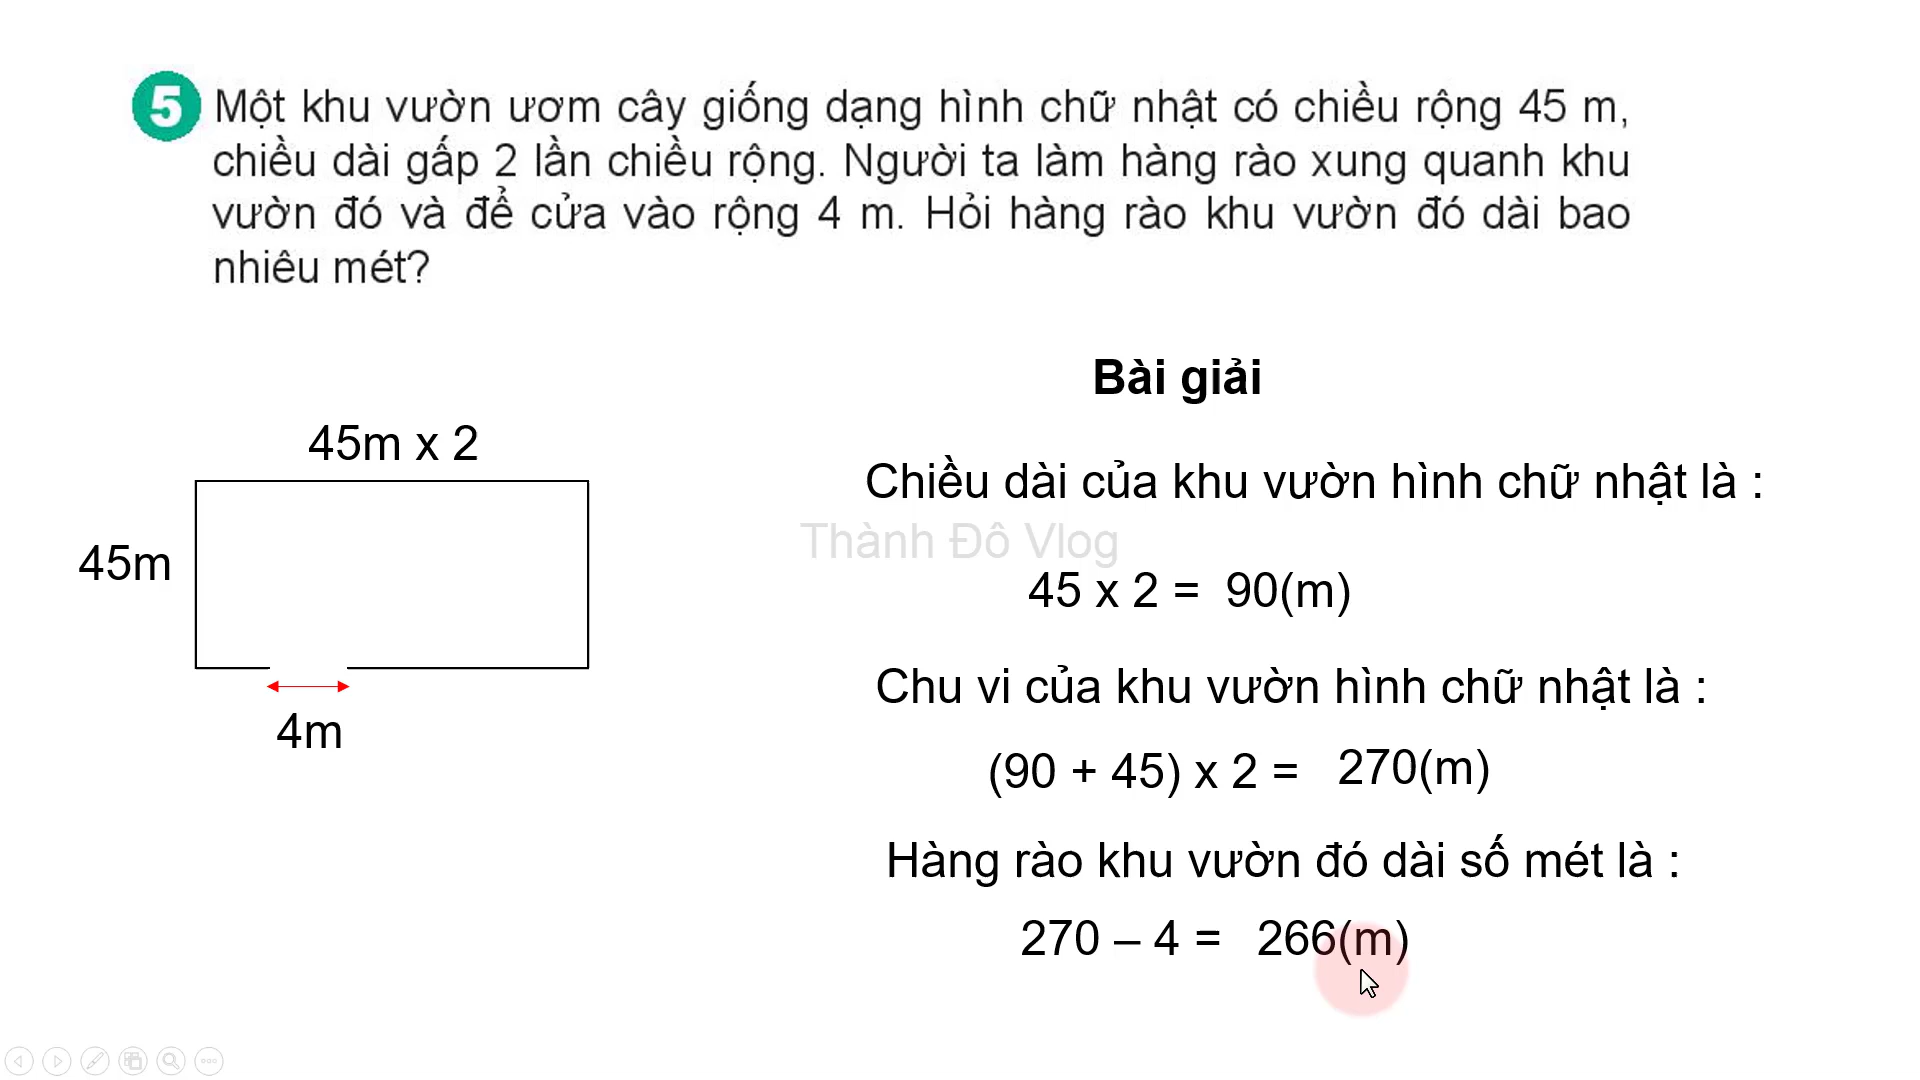 5 Một khu vườn ươm cây giống dạng hình chữ nhật có chiều rộng 45 m,
chiều dài gấp 2 lần chiều rộng. Người ta làm hàng rào xung quanh khu
vườn đó và để cửa vào rộng 4 m. Hỏi hàng rào khu vườn đó dài bao
nhiêu mét?
45m x 2
45m
4m
Bài giải
Chiều dài của khu vườn hình chữ nhật là :
Thành Đô Vlog
45 x 2 = 90(m)
Chu vi của khu vườn hình chữ nhật là :
(90 + 45) x 2 = 270(m)
Hàng rào khu vườn đó dài số mét là :
270 – 4 = 266(m)